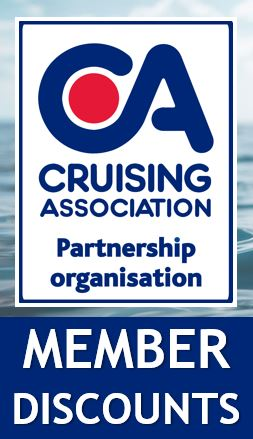 CA
CRUISING
ASSOCIATION
Partnership
organisation
MEMBER
DISCOUNTS